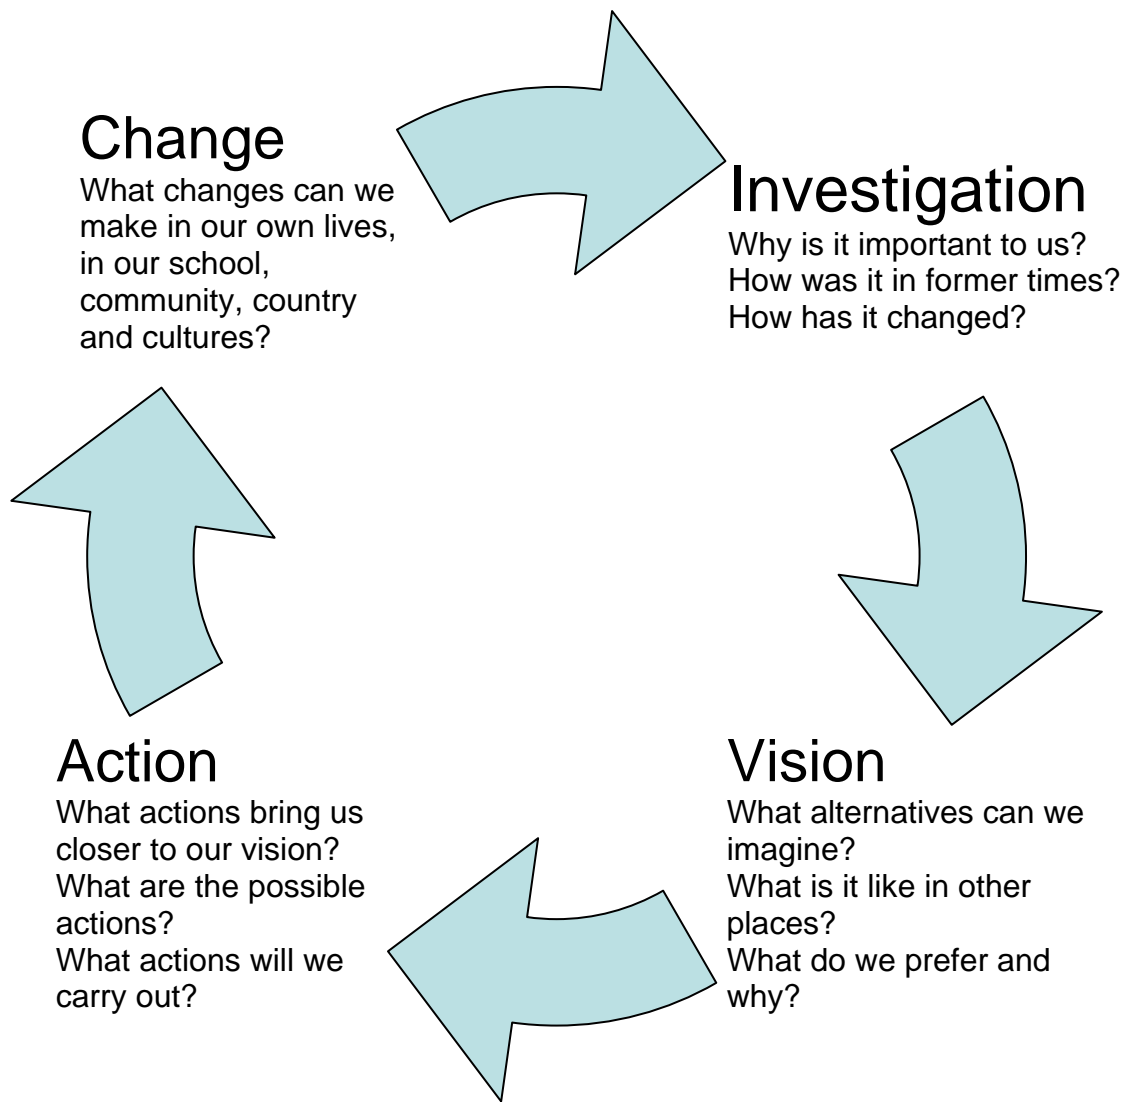 Change
What changes can we
make in our own lives,
in our school,
community, country
and cultures?
Investigation
Why is it important to us?
How was it in former times?
How has it changed?
Action
What actions bring us
closer to our vision?
What are the possible
actions?
What actions will we
carry out?
Vision
What alternatives can we
imagine?
What is it like in other
places?
What do we prefer and
why?